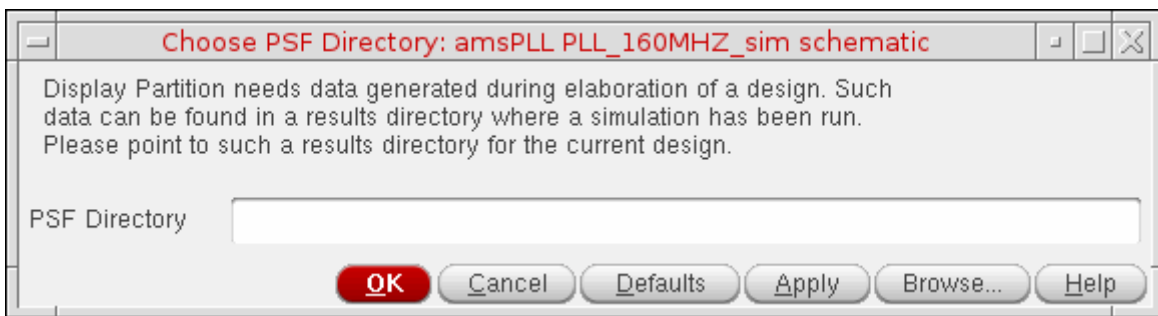 Choose PSF Directory: amsPLL PLL_160MHZ_sim schematic
Display Partition needs data generated during elaboration of a design. Such
data can be found in a results directory where a simulation has been run.
Please point to such a results directory for the current design.
PSF Directory
OK Cancel Defaults Apply Browse... Help